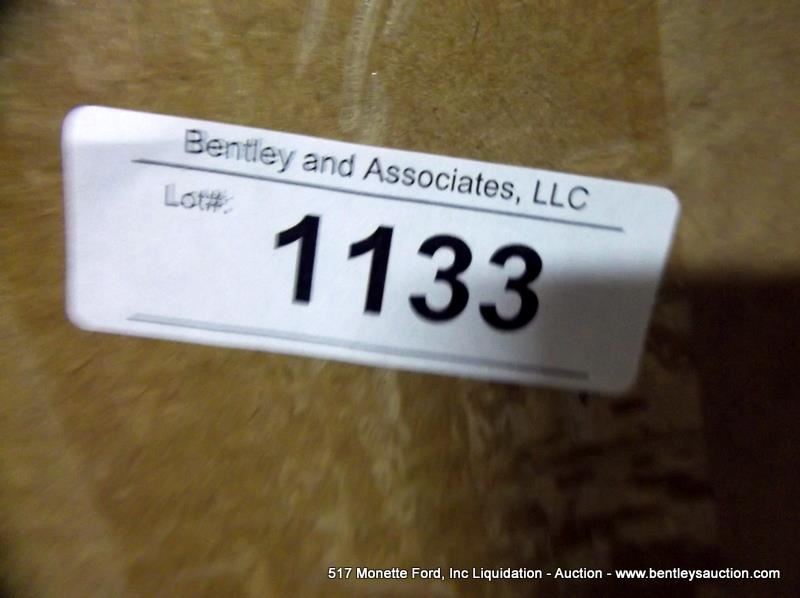 Bentley and Associates, LLC
Lot#:
1133
517 Monette Ford, Inc Liquidation - Auction - www.bentleysauction.com